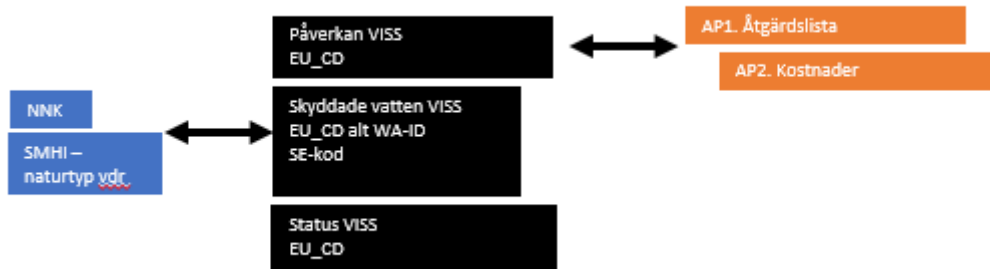 Påverkan VISS
EU_CD
AP1. Åtgärdslista
AP2. Kostnader
NNK
SMHI –
naturtyp vdr.
Skyddade vatten VISS
EU_CD alt WA-ID
SE-kod
Status VISS
EU_CD